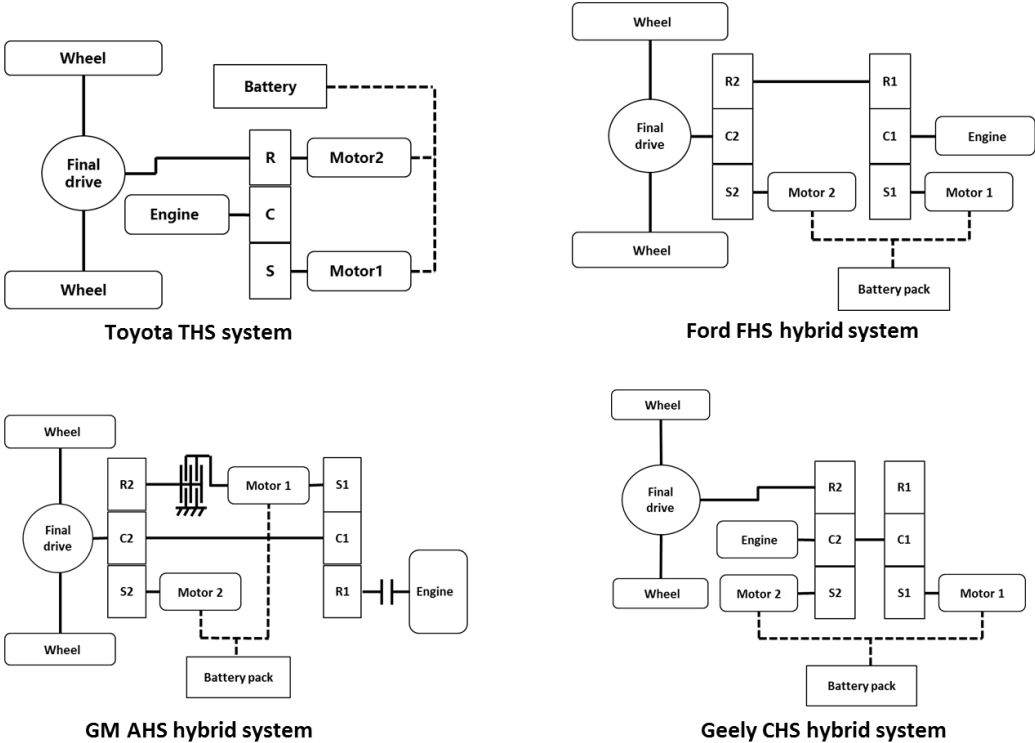 Wheel
Battery
Final
drive
R
Motor2
Engine
C
S
Motor1
Wheel
Toyota THS system
Wheel
R2
R1
Final
drive
C2
C1
Engine
S2
Motor 2
S1
Motor 1
Wheel
Battery pack
Ford FHS hybrid system
Wheel
R2
Motor 1
S1
Final
drive
C2
C1
S2
Motor 2
R1
Engine
Wheel
Battery pack
GM AHS hybrid system
Wheel
R2
R1
Final
drive
Engine
C2
C1
Wheel
Motor 2
S2
S1
Motor 1
Battery pack
Geely CHS hybrid system